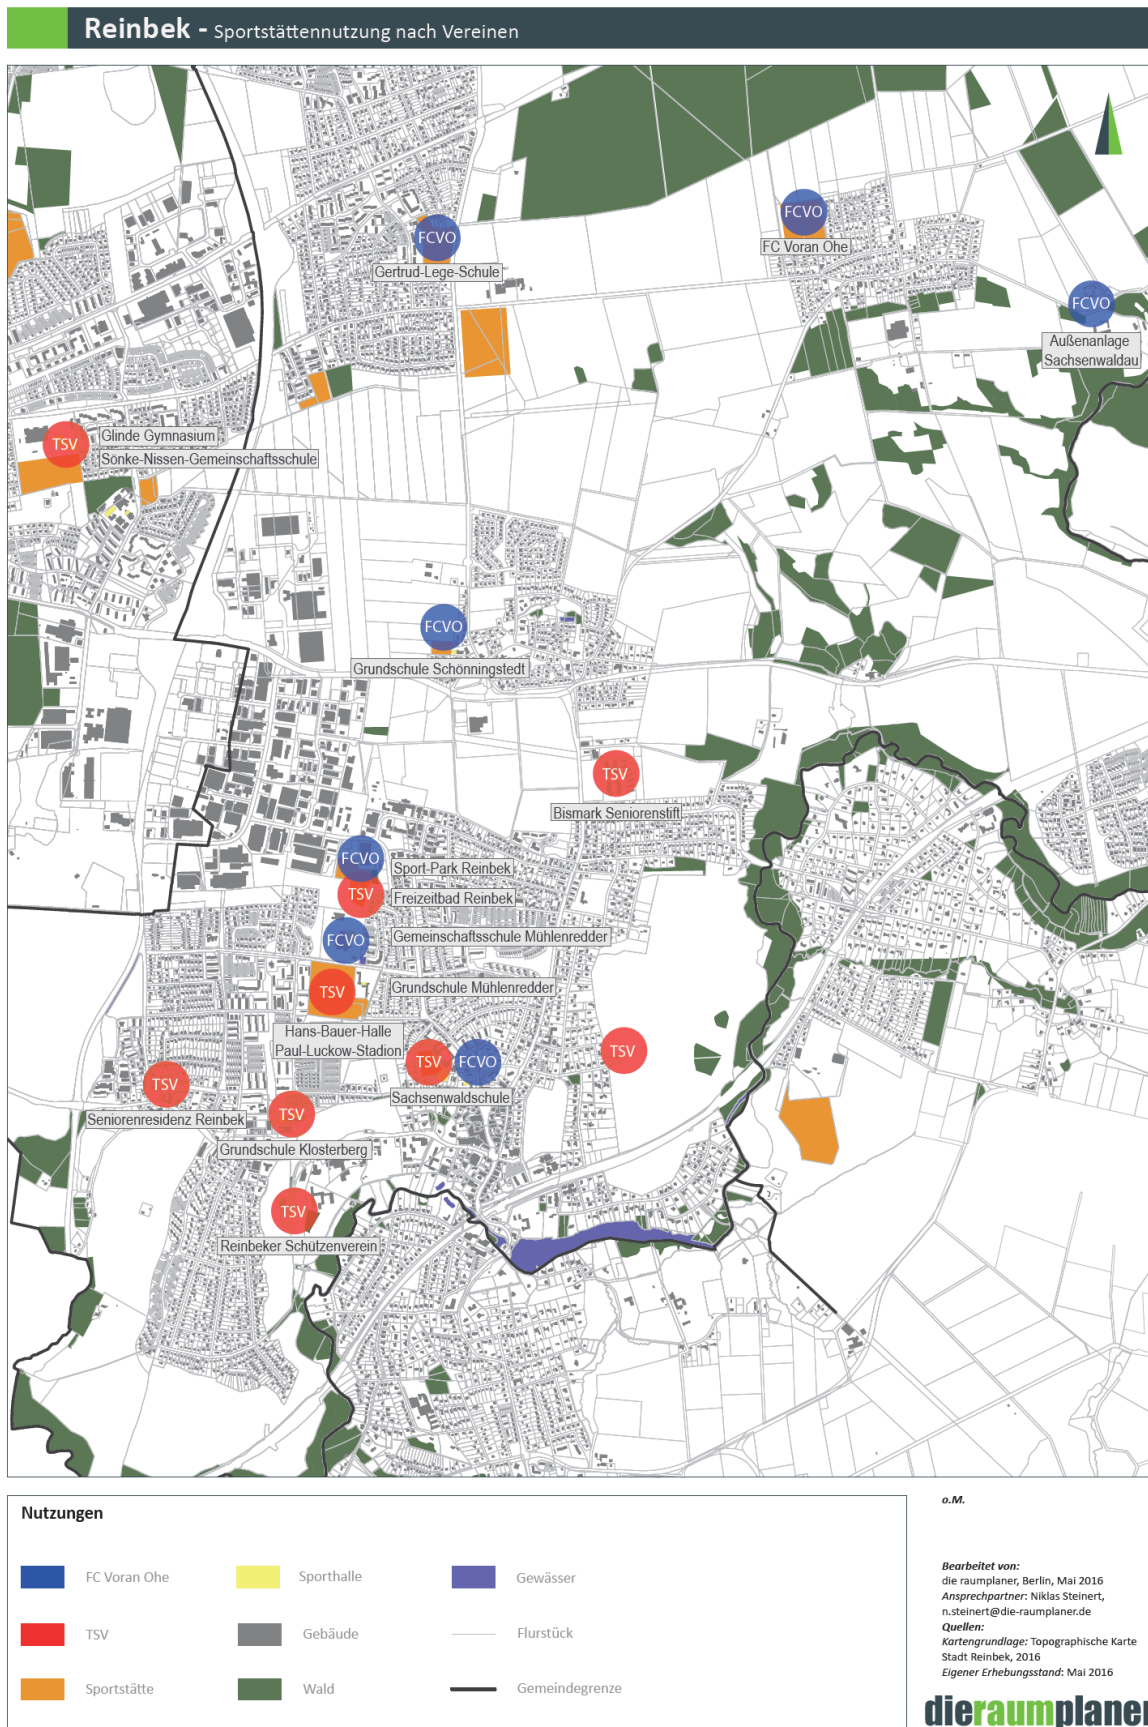 Reinbek - Sportstättennutzung nach Vereinen
FCVO
FC Voran Ohe
FCVO
Gertrud-Lege-Schule
FCVO
Außenanlage
Sachsenwaldau
TSV
Glinde Gymnasium
Sönke-Nissen-Gemeinschaftsschule
FCVO
Grundschule Schönningstedt
TSV
Bismark Seniorenstift
FCVO
Sport-Park Reinbek
TSV
Freizeitbad Reinbek
FCVO
Gemeinschaftsschule Mühlenredder
Grundschule Mühlenredder
TSV
Hans-Bauer-Halle
Paul-Luckow-Stadion
TSV
FCVO
Sachsenwaldschule
TSV
TSV
Seniorenresidenz Reinbek
TSV
Grundschule Klosterberg
TSV
Reinbeker Schützenverein
Nutzungen
FC Voran Ohe
Sporthalle
Gewässer
TSV
Gebäude
Flurstück
Sportstätte
Wald
Gemeindegrenze
o.M.
Bearbeitet von:
die raumplaner, Berlin, Mai 2016
Ansprechpartner: Niklas Steinert,
n.steinert@die-raumplaner.de
Quellen:
Kartengrundlage: Topographische Karte
Stadt Reinbek, 2016
Eigener Erhebungsstand: Mai 2016
dieraumplaner